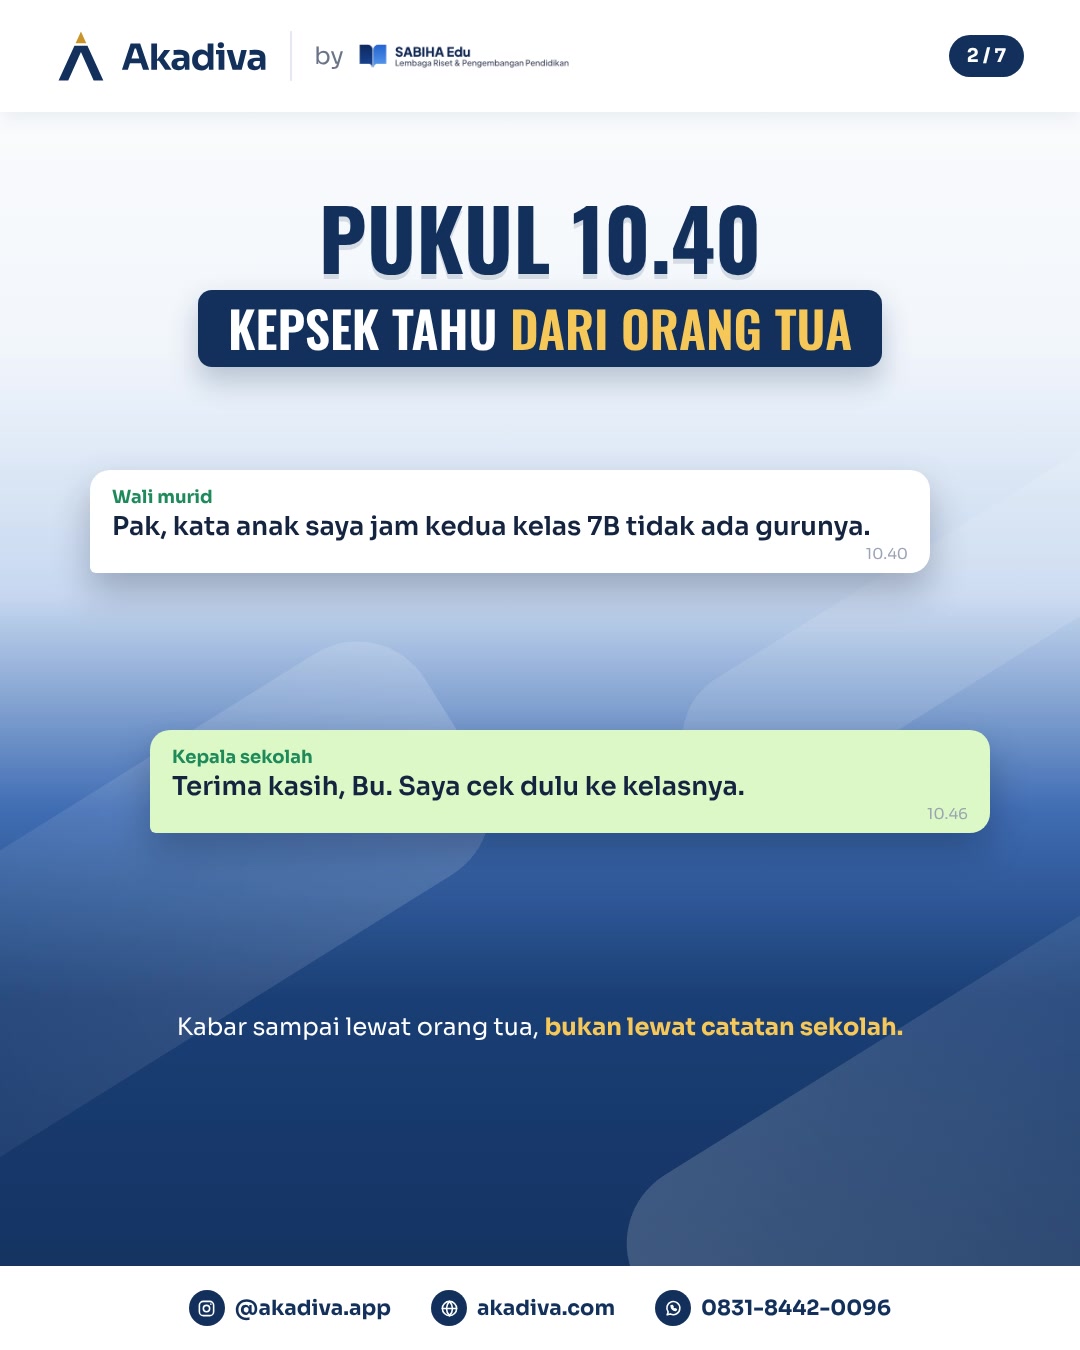 Akadiva
by
SABIHA Edu
Lembaga Riset & Pengembangan Pendidikan
2 / 7
PUKUL 10.40
KEPSEK TAHU DARI ORANG TUA
Wali murid
Pak, kata anak saya jam kedua kelas 7B tidak ada gurunya.
10.40
Kepala sekolah
Terima kasih, Bu. Saya cek dulu ke kelasnya.
10.46
Kabar sampai lewat orang tua, bukan lewat catatan sekolah.
@akadiva.app
akadiva.com
0831-8442-0096